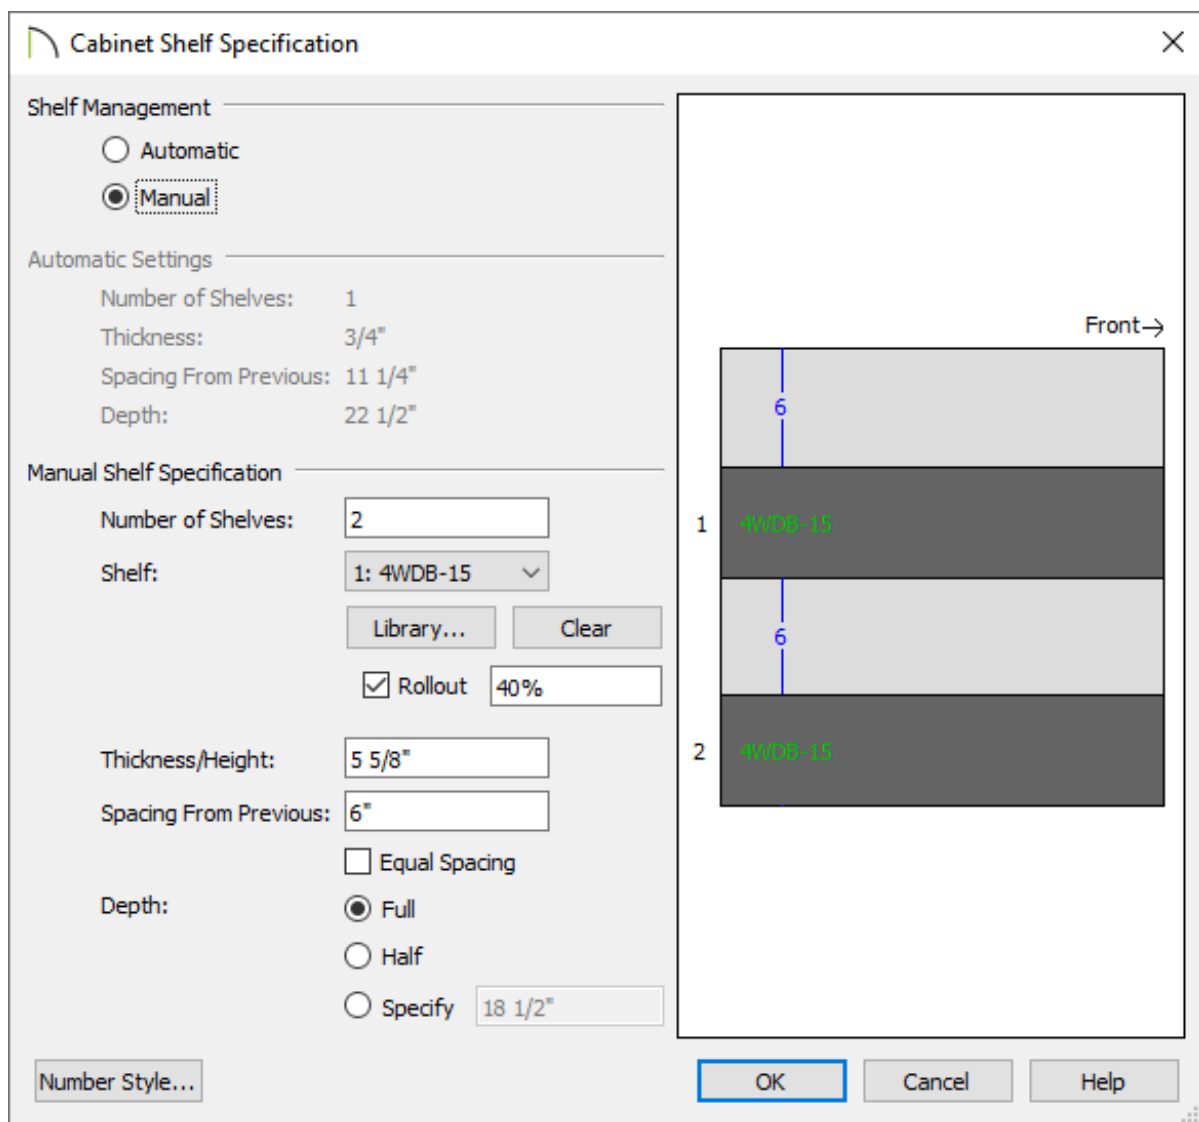 Cabinet Shelf Specification
Shelf Management
Automatic
Manual
Automatic Settings
Number of Shelves: 1
Thickness: 3/4"
Spacing From Previous: 11 1/4"
Depth: 22 1/2"
Manual Shelf Specification
Number of Shelves: 2
Shelf: 1: 4WDB-15
Library... Clear
Rollout 40%
Thickness/Height: 5 5/8"
Spacing From Previous: 6"
Equal Spacing
Depth: Full
Half
Specify 18 1/2"
Front
6
1 4WDB-15
6
2 4WDB-15
Number Style... OK Cancel Help